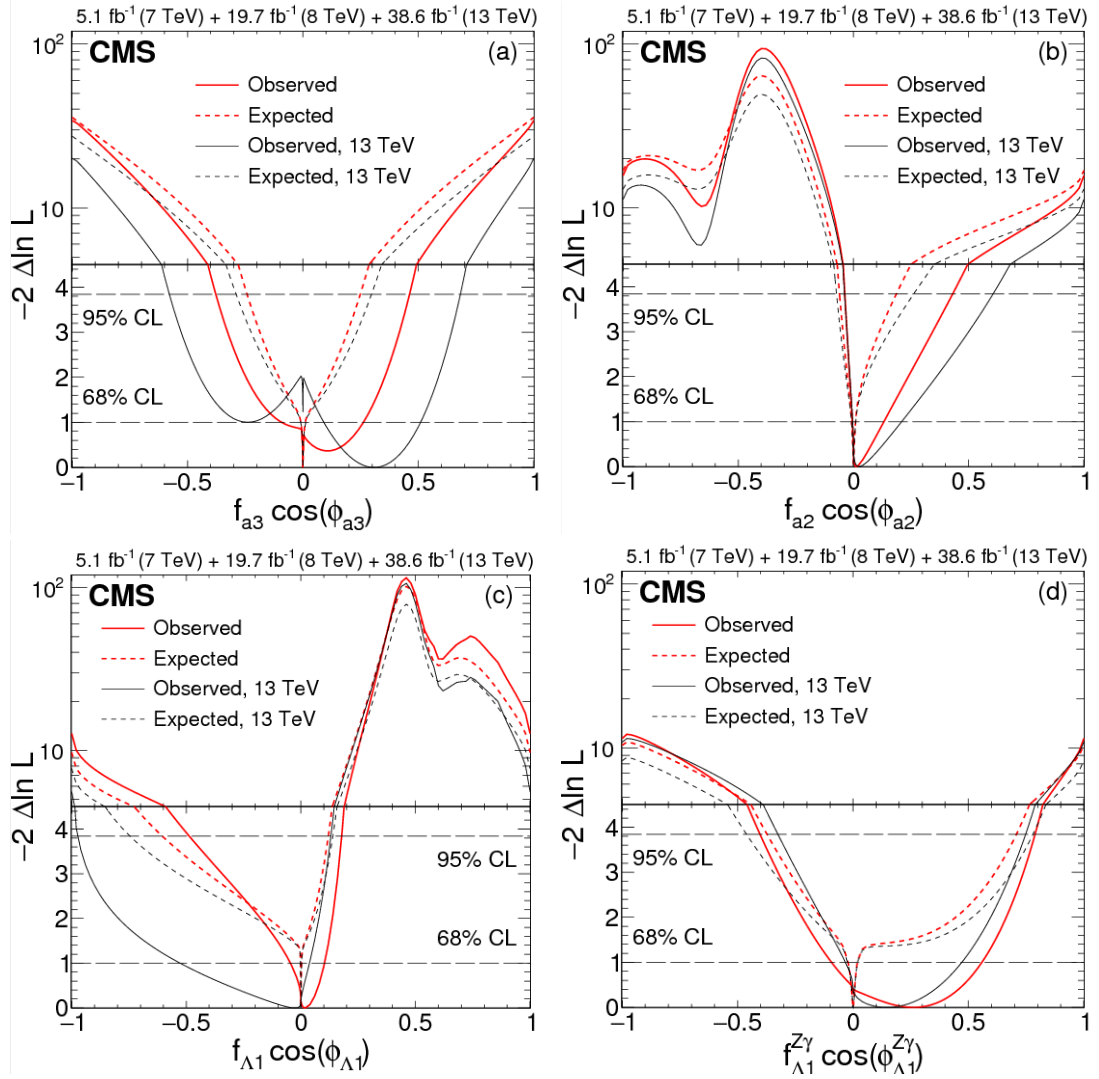 5.1 fb⁻¹ (7 TeV) + 19.7 fb⁻¹ (8 TeV) + 38.6 fb⁻¹ (13 TeV)
CMS
(a)
Observed
Expected
Observed, 13 TeV
Expected, 13 TeV
10²
10
4
3
2
1
0
−2 Δln L
95% CL
68% CL
−1
−0.5
0
0.5
1
f_a3 cos(ϕ_a3)
5.1 fb⁻¹ (7 TeV) + 19.7 fb⁻¹ (8 TeV) + 38.6 fb⁻¹ (13 TeV)
CMS
(b)
Observed
Expected
Observed, 13 TeV
Expected, 13 TeV
10²
10
4
3
2
1
0
−2 Δln L
95% CL
68% CL
−1
−0.5
0
0.5
1
f_a2 cos(ϕ_a2)
5.1 fb⁻¹ (7 TeV) + 19.7 fb⁻¹ (8 TeV) + 38.6 fb⁻¹ (13 TeV)
CMS
(c)
Observed
Expected
Observed, 13 TeV
Expected, 13 TeV
10²
10
4
3
2
1
0
−2 Δln L
95% CL
68% CL
−1
−0.5
0
0.5
1
f_Λ1 cos(ϕ_Λ1)
5.1 fb⁻¹ (7 TeV) + 19.7 fb⁻¹ (8 TeV) + 38.6 fb⁻¹ (13 TeV)
CMS
(d)
Observed
Expected
Observed, 13 TeV
Expected, 13 TeV
10²
10
4
3
2
1
0
−2 Δln L
95% CL
68% CL
−1
−0.5
0
0.5
1
f_Λ1^Zγ cos(ϕ_Λ1^Zγ)